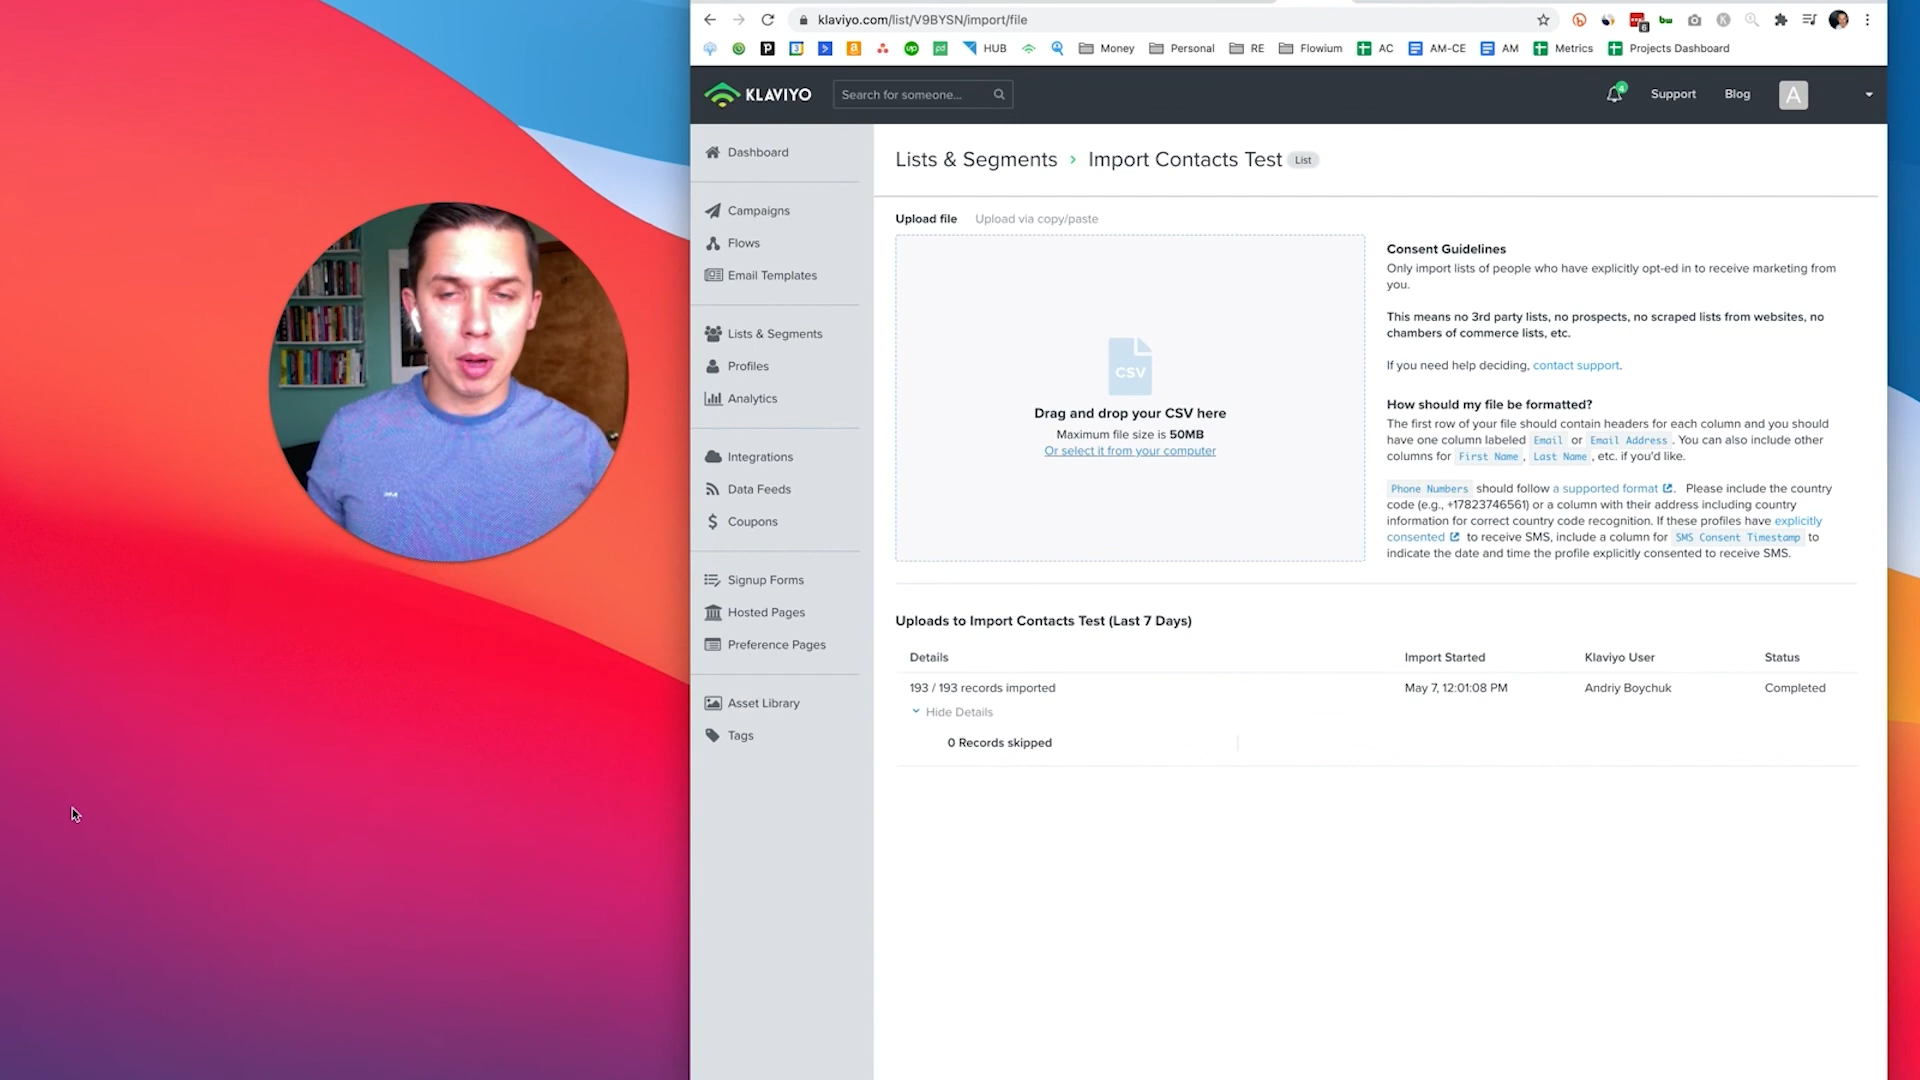 klaviyo.com/list/V9BYSN/import/file
6
HUB Money Personal RE Flowium AC AM-CE AM Metrics Projects Dashboard
KLAVIYO Search for someone... 4 Support Blog A
Dashboard
Campaigns
Flows
Email Templates
Lists & Segments
Profiles
Analytics
Integrations
Data Feeds
Coupons
Signup Forms
Hosted Pages
Preference Pages
Asset Library
Tags
Lists & Segments › Import Contacts Test List
Upload file Upload via copy/paste
CSV
Drag and drop your CSV here
Maximum file size is 50MB
Or select it from your computer
Consent Guidelines
Only import lists of people who have explicitly opt-ed in to receive marketing from
you.
This means no 3rd party lists, no prospects, no scraped lists from websites, no
chambers of commerce lists, etc.
If you need help deciding, contact support.
How should my file be formatted?
The first row of your file should contain headers for each column and you should
have one column labeled Email or Email Address . You can also include other
columns for First Name , Last Name , etc. if you'd like.
Phone Numbers should follow a supported format . Please include the country
code (e.g., +17823746561) or a column with their address including country
information for correct country code recognition. If these profiles have explicitly
consented to receive SMS, include a column for SMS Consent Timestamp to
indicate the date and time the profile explicitly consented to receive SMS.
Uploads to Import Contacts Test (Last 7 Days)
Details Import Started Klaviyo User Status
193 / 193 records imported May 7, 12:01:08 PM Andriy Boychuk Completed
Hide Details
0 Records skipped